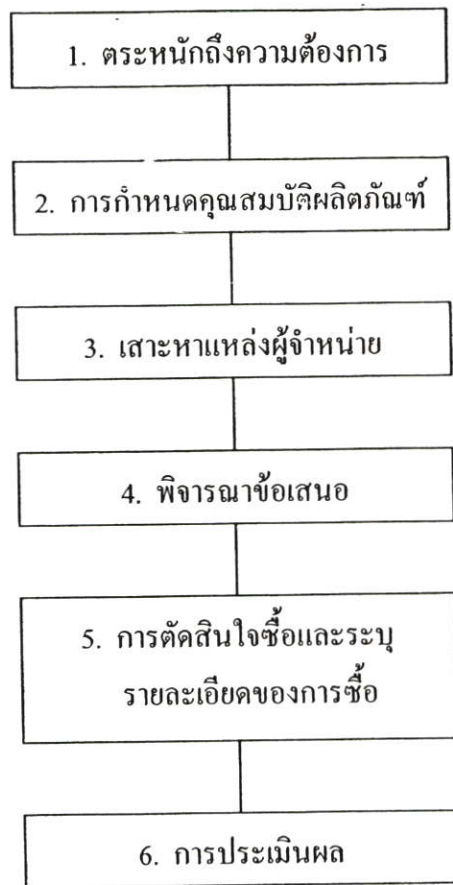 1. ตระหนักถึงความต้องการ
2. การกำหนดคุณสมบัติผลิตภัณฑ์
3. เสาะหาแหล่งผู้จำหน่าย
4. พิจารณาข้อเสนอ
5. การตัดสินใจซื้อและระบุ
รายละเอียดของการซื้อ
6. การประเมินผล